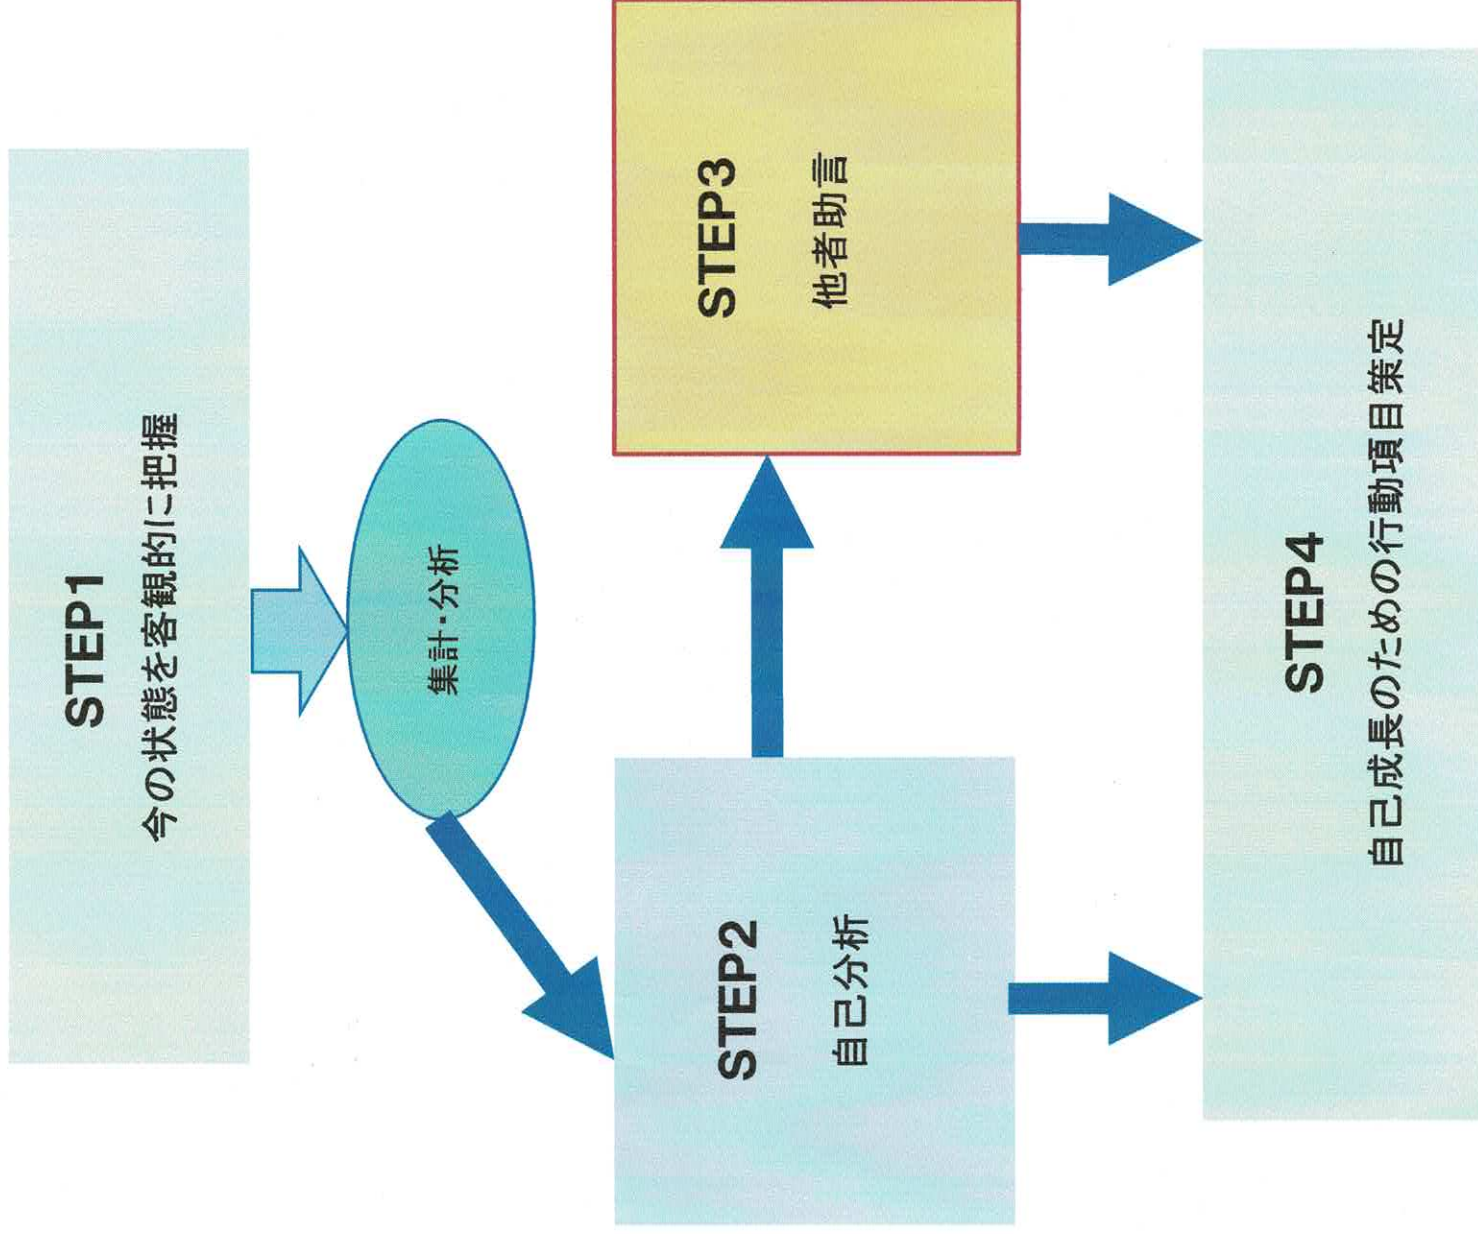 STEP1
今の状態を客観的に把握
集計・分析
STEP2
自己分析
STEP3
他者助言
STEP4
自己成長のための行動項目策定